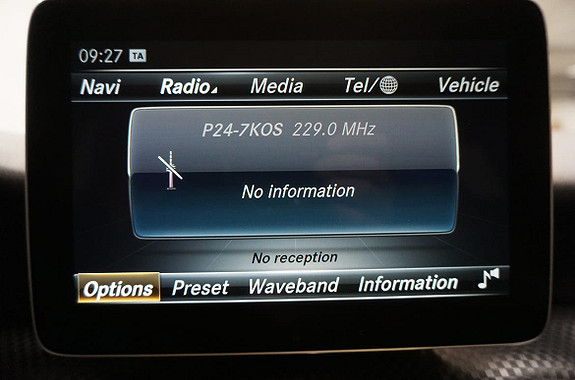 09:27 TA
Navi Radio Media Tel/ Vehicle
P24-7KOS 229.0 MHz
No information
No reception
Options Preset Waveband Information